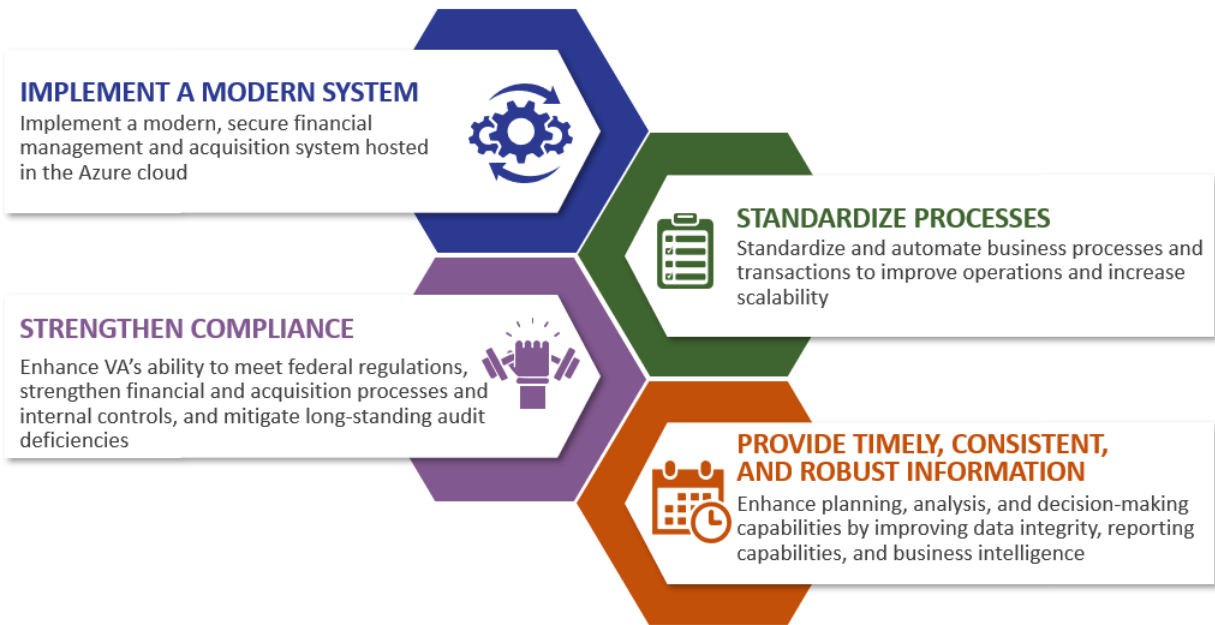 IMPLEMENT A MODERN SYSTEM
Implement a modern, secure financial
management and acquisition system hosted
in the Azure cloud
STANDARDIZE PROCESSES
Standardize and automate business processes and
transactions to improve operations and increase
scalability
STRENGTHEN COMPLIANCE
Enhance VA’s ability to meet federal regulations,
strengthen financial and acquisition processes and
internal controls, and mitigate long-standing audit
deficiencies
PROVIDE TIMELY, CONSISTENT,
AND ROBUST INFORMATION
Enhance planning, analysis, and decision-making
capabilities by improving data integrity, reporting
capabilities, and business intelligence